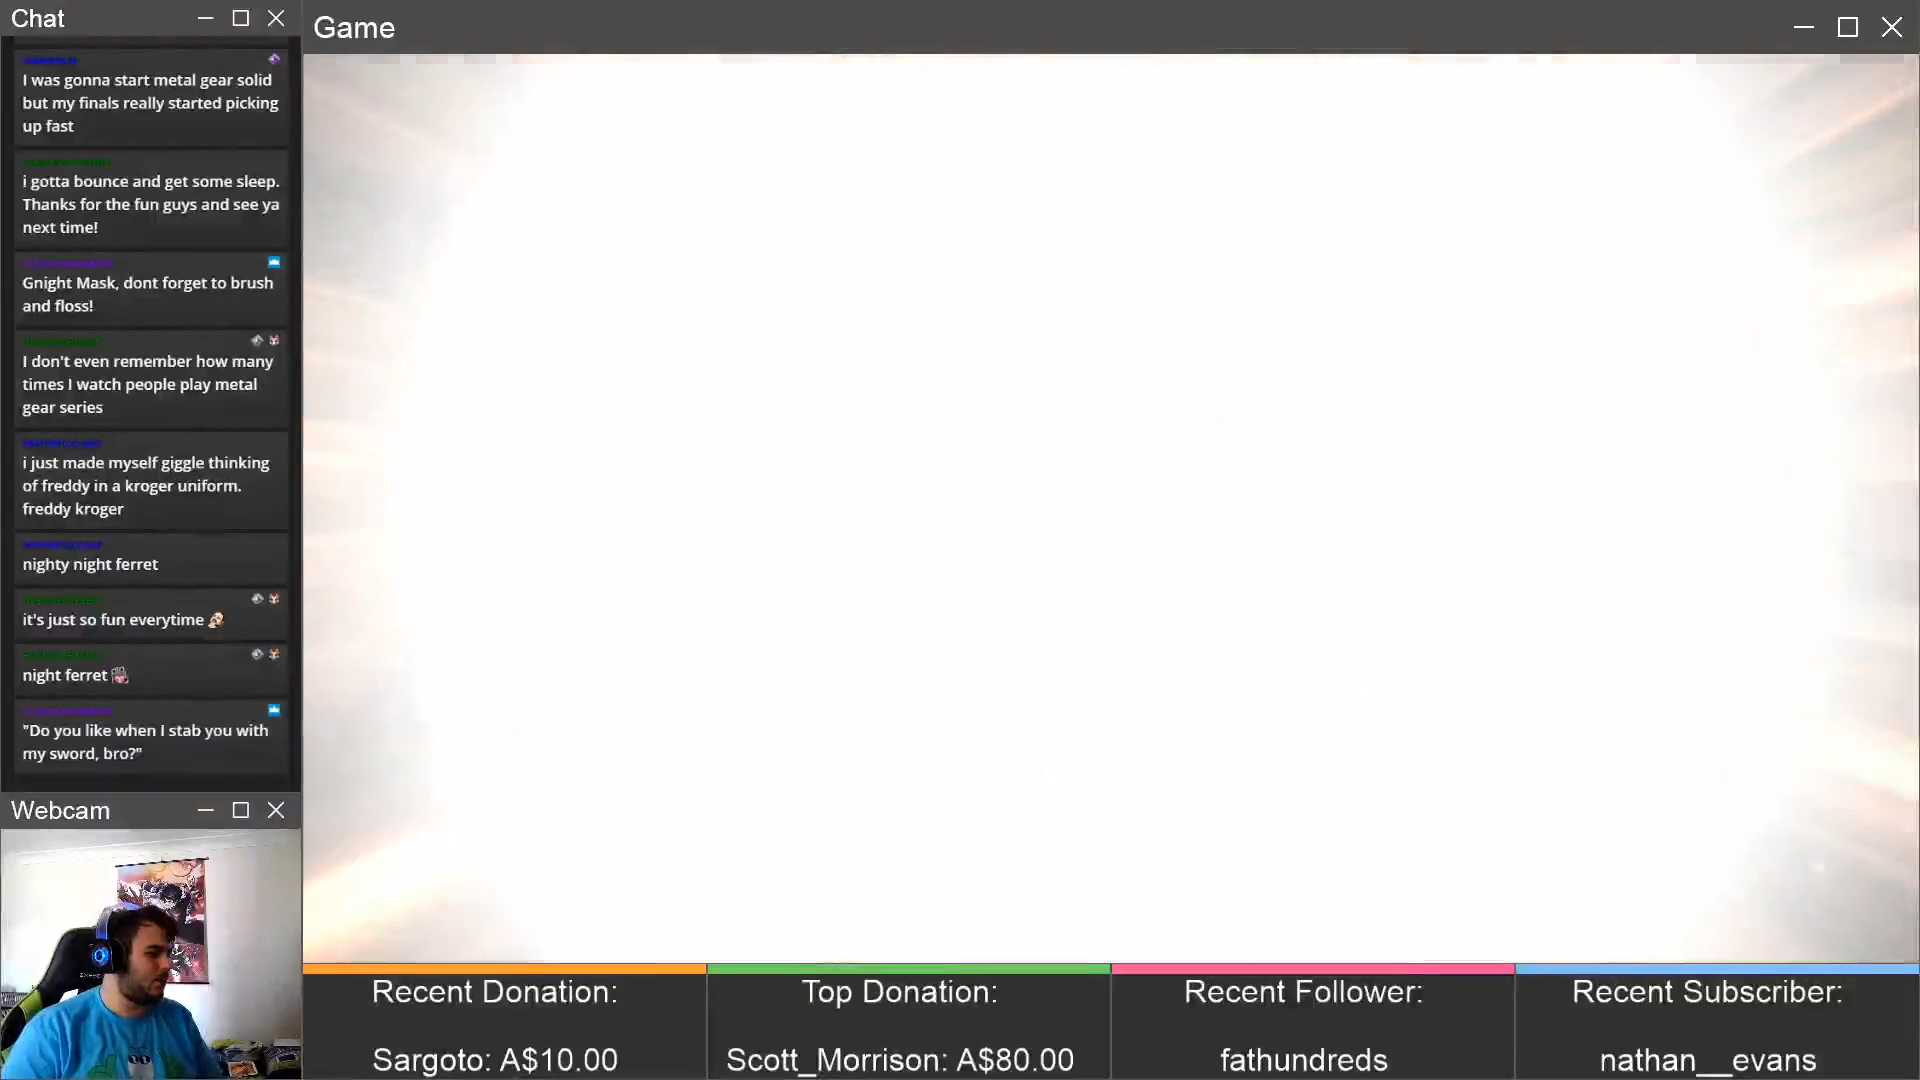 Chat
I was gonna start metal gear solid
but my finals really started picking
up fast
i gotta bounce and get some sleep.
Thanks for the fun guys and see ya
next time!
Gnight Mask, dont forget to brush
and floss!
I don't even remember how many
times I watch people play metal
gear series
i just made myself giggle thinking
of freddy in a kroger uniform.
freddy kroger
nighty night ferret
it's just so fun everytime
night ferret
"Do you like when I stab you with
my sword, bro?"
Webcam
Game
Recent Donation:
Sargoto: A$10.00
Top Donation:
Scott_Morrison: A$80.00
Recent Follower:
fathundreds
Recent Subscriber:
nathan__evans